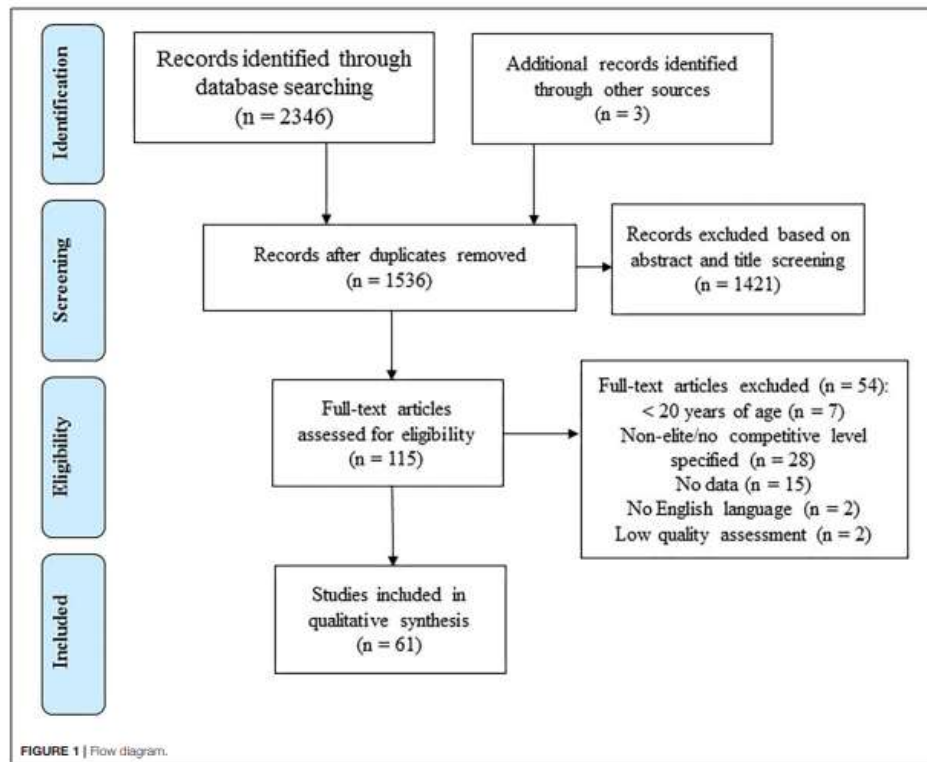 Identification
Records identified through
database searching
(n = 2346)
Additional records identified
through other sources
(n = 3)
Screening
Records after duplicates removed
(n = 1536)
Records excluded based on
abstract and title screening
(n = 1421)
Eligibility
Full-text articles
assessed for eligibility
(n = 115)
Full-text articles excluded (n = 54):
< 20 years of age (n = 7)
Non-elite/no competitive level
specified (n = 28)
No data (n = 15)
No English language (n = 2)
Low quality assessment (n = 2)
Included
Studies included in
qualitative synthesis
(n = 61)
FIGURE 1 | Flow diagram.